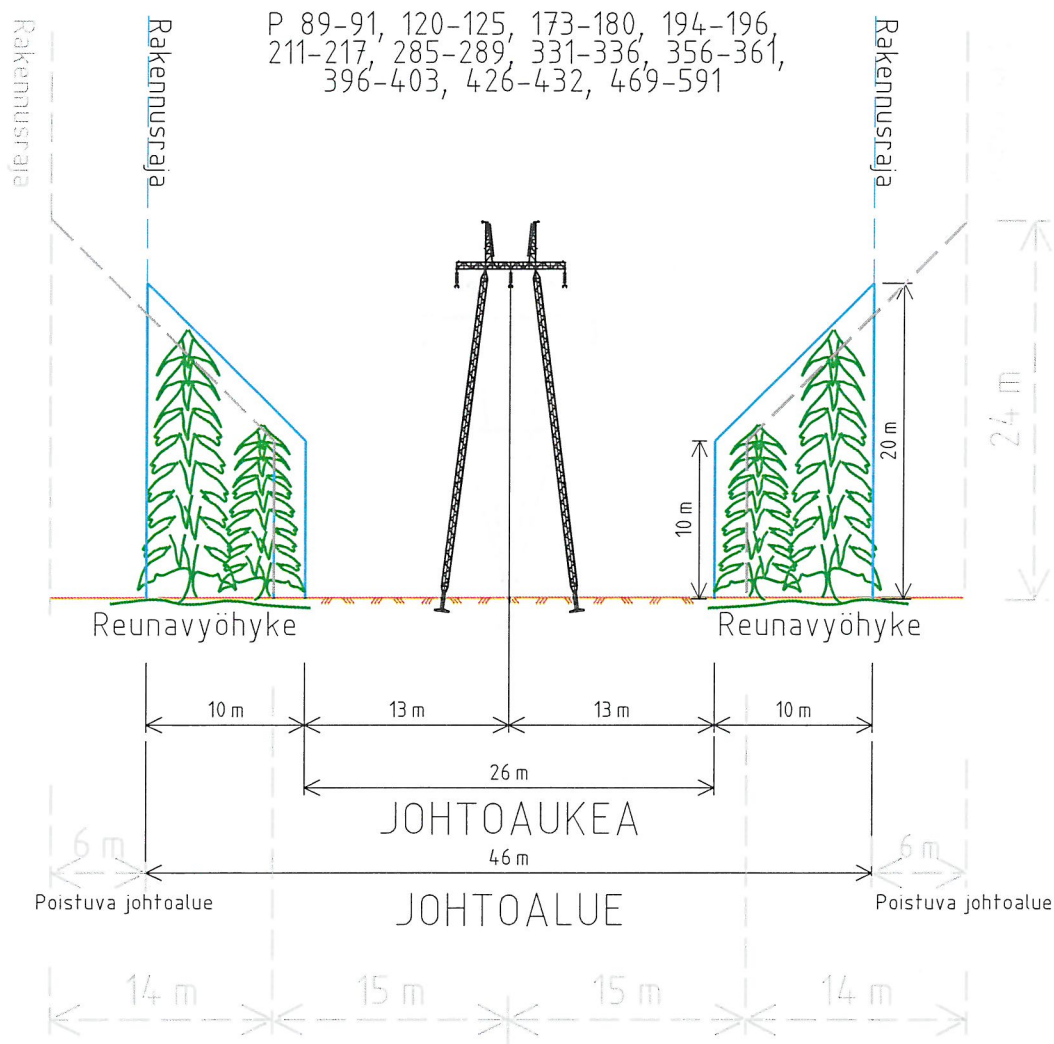 P 89-91, 120-125, 173-180, 194-196,
211-217, 285-289, 331-336, 356-361,
396-403, 426-432, 469-591
Rakennusraja
Rakennusraja
Rakennusraja
24 m
20 m
10 m
Reunavyöhyke
Reunavyöhyke
10 m
13 m
13 m
10 m
26 m
JOHTOAUKEA
6 m
46 m
6 m
Poistuva johtoalue
JOHTOALUE
Poistuva johtoalue
14 m
15 m
15 m
14 m